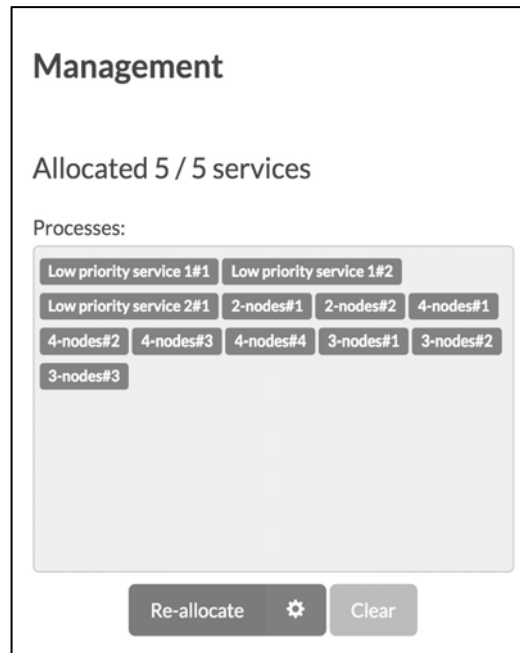 Management
Allocated 5 / 5 services
Processes:
Low priority service 1#1 Low priority service 1#2
Low priority service 2#1 2-nodes#1 2-nodes#2 4-nodes#1
4-nodes#2 4-nodes#3 4-nodes#4 3-nodes#1 3-nodes#2
3-nodes#3
Re-allocate Clear